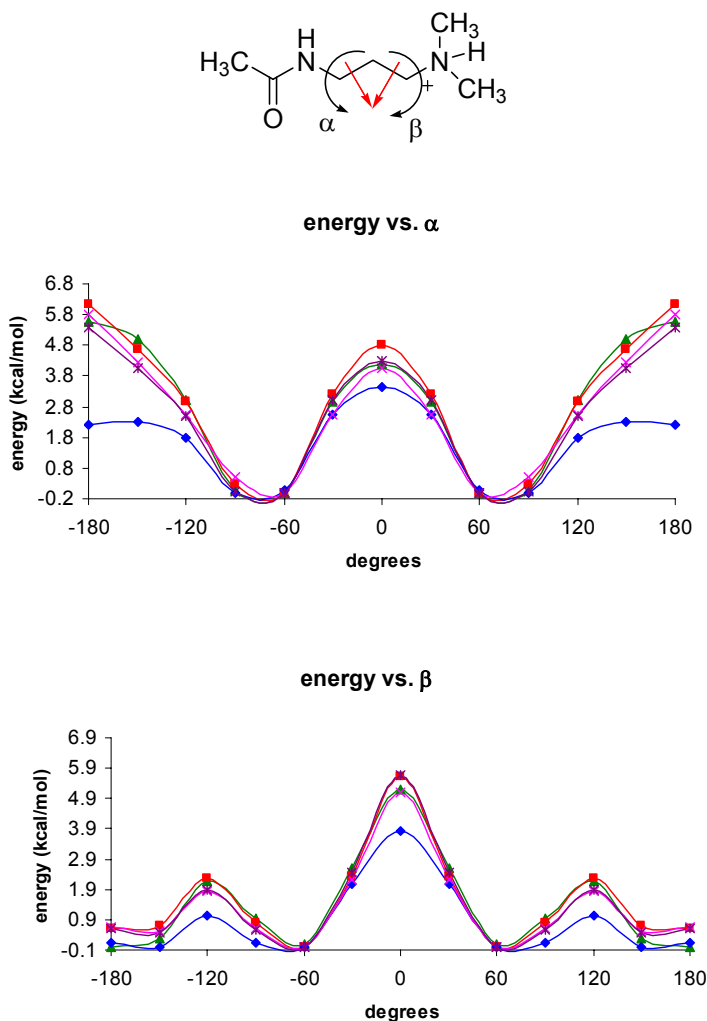 CH₃
H
H₃C N N-H
+
CH₃
O α β
energy vs. α
6.8
5.8
4.8
3.8
2.8
1.8
0.8
-0.2
energy (kcal/mol)
-180 -120 -60 0 60 120 180
degrees
energy vs. β
6.9
5.9
4.9
3.9
2.9
1.9
0.9
-0.1
energy (kcal/mol)
-180 -120 -60 0 60 120 180
degrees